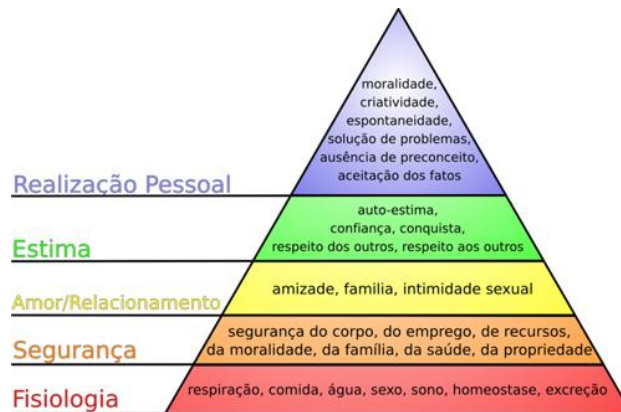 moralidade,
criatividade,
espontaneidade,
solução de problemas,
ausência de preconceito,
aceitação dos fatos
Realização Pessoal
auto-estima,
confiança, conquista,
respeito dos outros, respeito aos outros
Estima
amizade, familia, intimidade sexual
Amor/Relacionamento
segurança do corpo, do emprego, de recursos,
da moralidade, da família, da saúde, da propriedade
Segurança
respiração, comida, água, sexo, sono, homeostase, excreção
Fisiologia